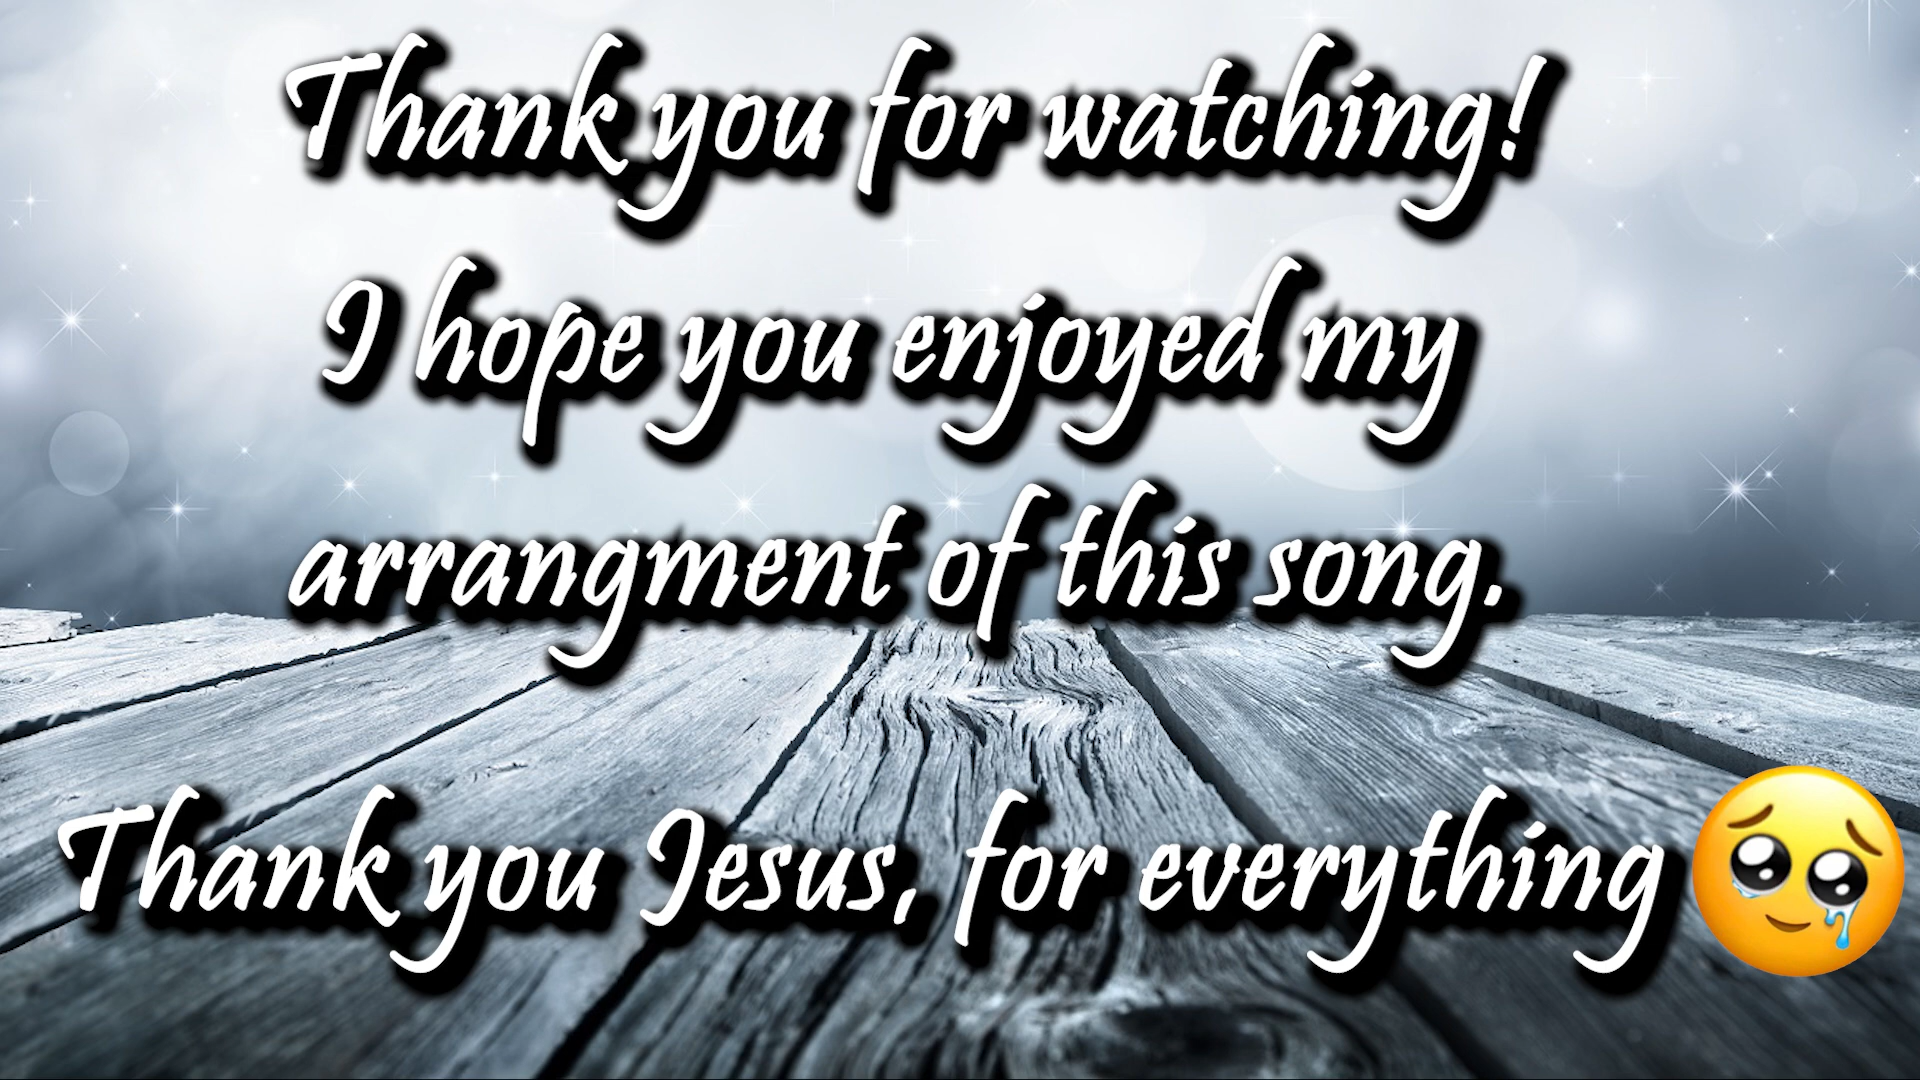 Thank you for watching!
I hope you enjoyed my
arrangment of this song.
Thank you Jesus, for everything🥹